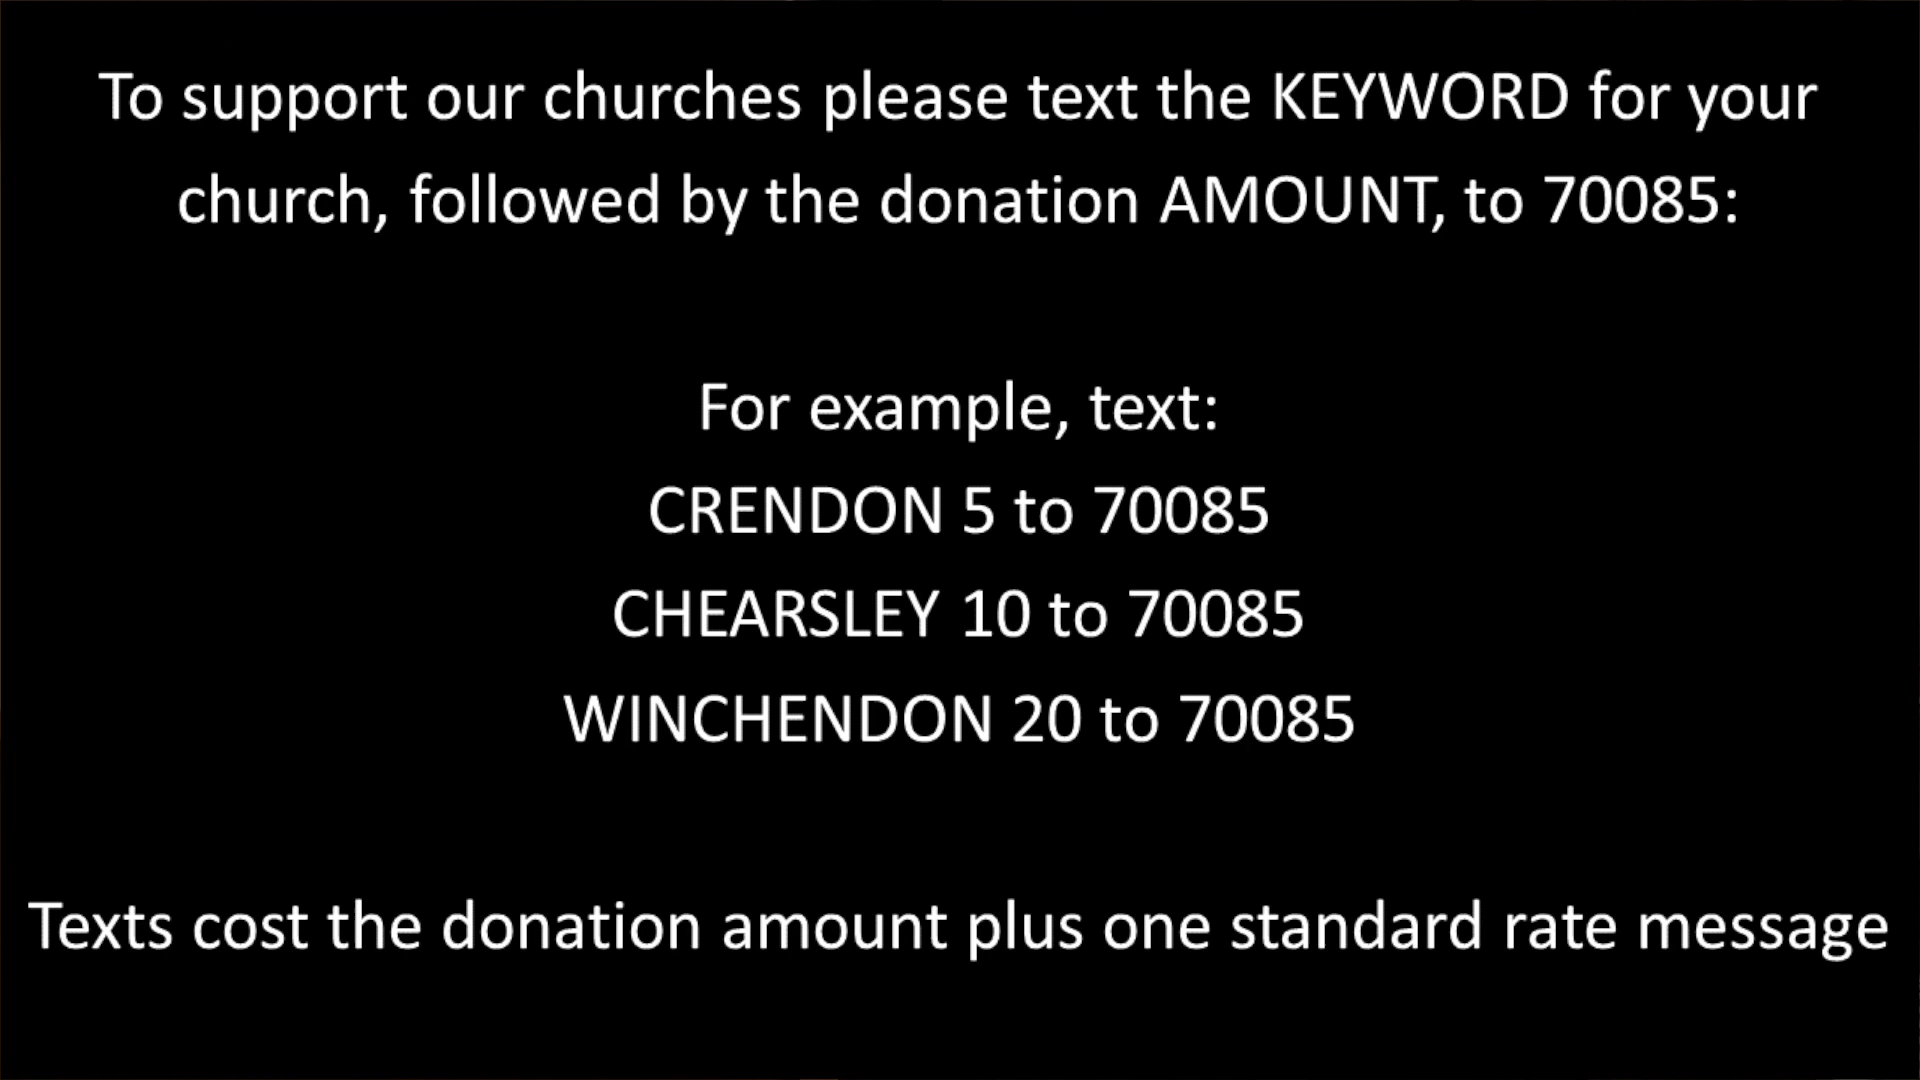 To support our churches please text the KEYWORD for your
church, followed by the donation AMOUNT, to 70085:
For example, text:
CRENDON 5 to 70085
CHEARSLEY 10 to 70085
WINCHENDON 20 to 70085
Texts cost the donation amount plus one standard rate message